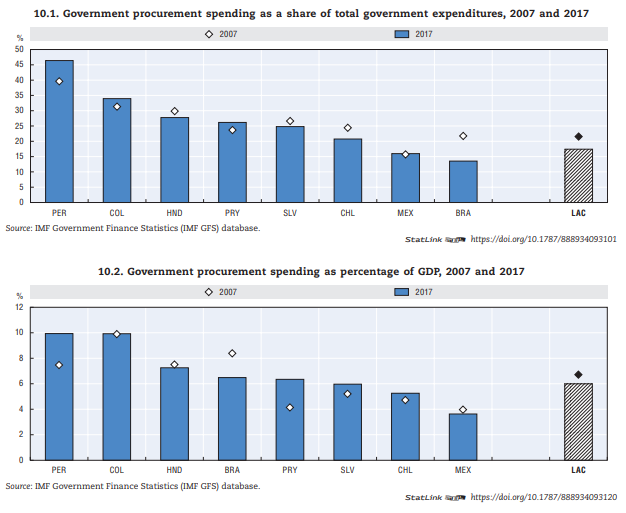 10.1. Government procurement spending as a share of total government expenditures, 2007 and 2017
2007 2017
%
50
45
40
35
30
25
20
15
10
5
0
PER COL HND PRY SLV CHL MEX BRA LAC
Source: IMF Government Finance Statistics (IMF GFS) database.
StatLink https://doi.org/10.1787/888934093101
10.2. Government procurement spending as percentage of GDP, 2007 and 2017
2007 2017
%
12
10
8
6
4
2
0
PER COL HND BRA PRY SLV CHL MEX LAC
Source: IMF Government Finance Statistics (IMF GFS) database.
StatLink https://doi.org/10.1787/888934093120